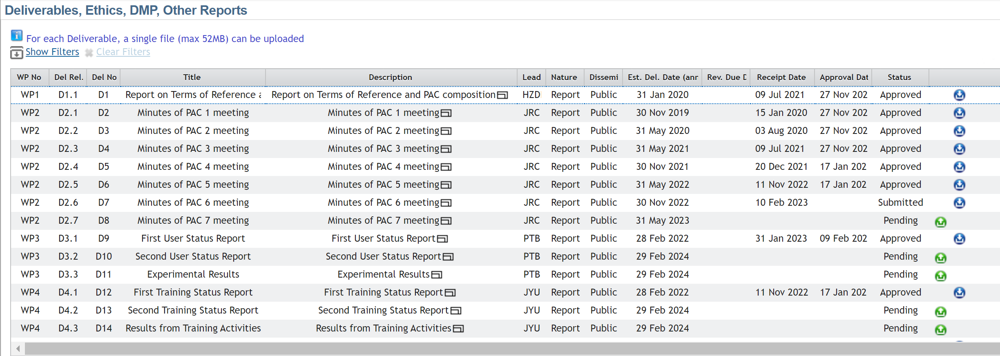 Deliverables, Ethics, DMP, Other Reports
For each Deliverable, a single file (max 52MB) can be uploaded
Show Filters Clear Filters
WP No Del Rel. Del No Title Description Lead Nature Dissemi Est. Del. Date (anr Rev. Due D Receipt Date Approval Dat Status
WP1 D1.1 D1 Report on Terms of Reference a Report on Terms of Reference and PAC composition HZD Report Public 31 Jan 2020 09 Jul 2021 27 Nov 202 Approved
WP2 D2.1 D2 Minutes of PAC 1 meeting Minutes of PAC 1 meeting JRC Report Public 30 Nov 2019 15 Jan 2020 27 Nov 202 Approved
WP2 D2.2 D3 Minutes of PAC 2 meeting Minutes of PAC 2 meeting JRC Report Public 31 May 2020 03 Aug 2020 27 Nov 202 Approved
WP2 D2.3 D4 Minutes of PAC 3 meeting Minutes of PAC 3 meeting JRC Report Public 31 May 2021 09 Jul 2021 27 Nov 202 Approved
WP2 D2.4 D5 Minutes of PAC 4 meeting Minutes of PAC 4 meeting JRC Report Public 30 Nov 2021 20 Dec 2021 17 Jan 202 Approved
WP2 D2.5 D6 Minutes of PAC 5 meeting Minutes of PAC 5 meeting JRC Report Public 31 May 2022 11 Nov 2022 17 Jan 202 Approved
WP2 D2.6 D7 Minutes of PAC 6 meeting Minutes of PAC 6 meeting JRC Report Public 30 Nov 2022 10 Feb 2023 Submitted
WP2 D2.7 D8 Minutes of PAC 7 meeting Minutes of PAC 7 meeting JRC Report Public 31 May 2023 Pending
WP3 D3.1 D9 First User Status Report First User Status Report PTB Report Public 28 Feb 2022 31 Jan 2023 09 Feb 202 Approved
WP3 D3.2 D10 Second User Status Report Second User Status Report PTB Report Public 29 Feb 2024 Pending
WP3 D3.3 D11 Experimental Results Experimental Results PTB Report Public 29 Feb 2024 Pending
WP4 D4.1 D12 First Training Status Report First Training Status Report JYU Report Public 28 Feb 2022 11 Nov 2022 17 Jan 202 Approved
WP4 D4.2 D13 Second Training Status Report Second Training Status Report JYU Report Public 29 Feb 2024 Pending
WP4 D4.3 D14 Results from Training Activities Results from Training Activities JYU Report Public 29 Feb 2024 Pending